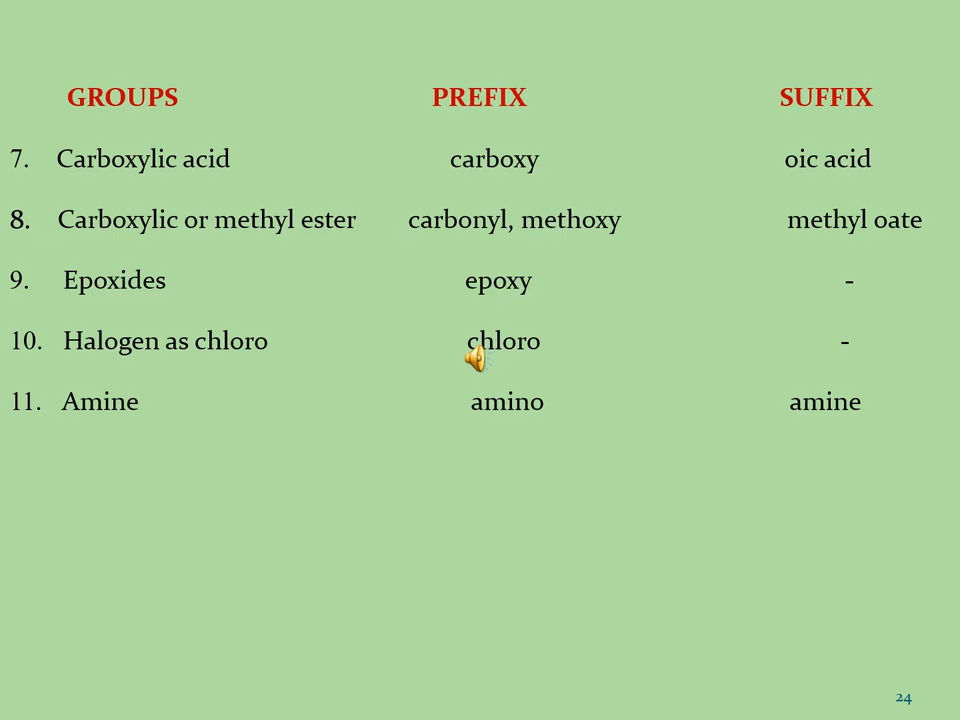 GROUPS PREFIX SUFFIX
7. Carboxylic acid carboxy oic acid
8. Carboxylic or methyl ester carbonyl, methoxy methyl oate
9. Epoxides epoxy -
10. Halogen as chloro chloro -
11. Amine amino amine
24